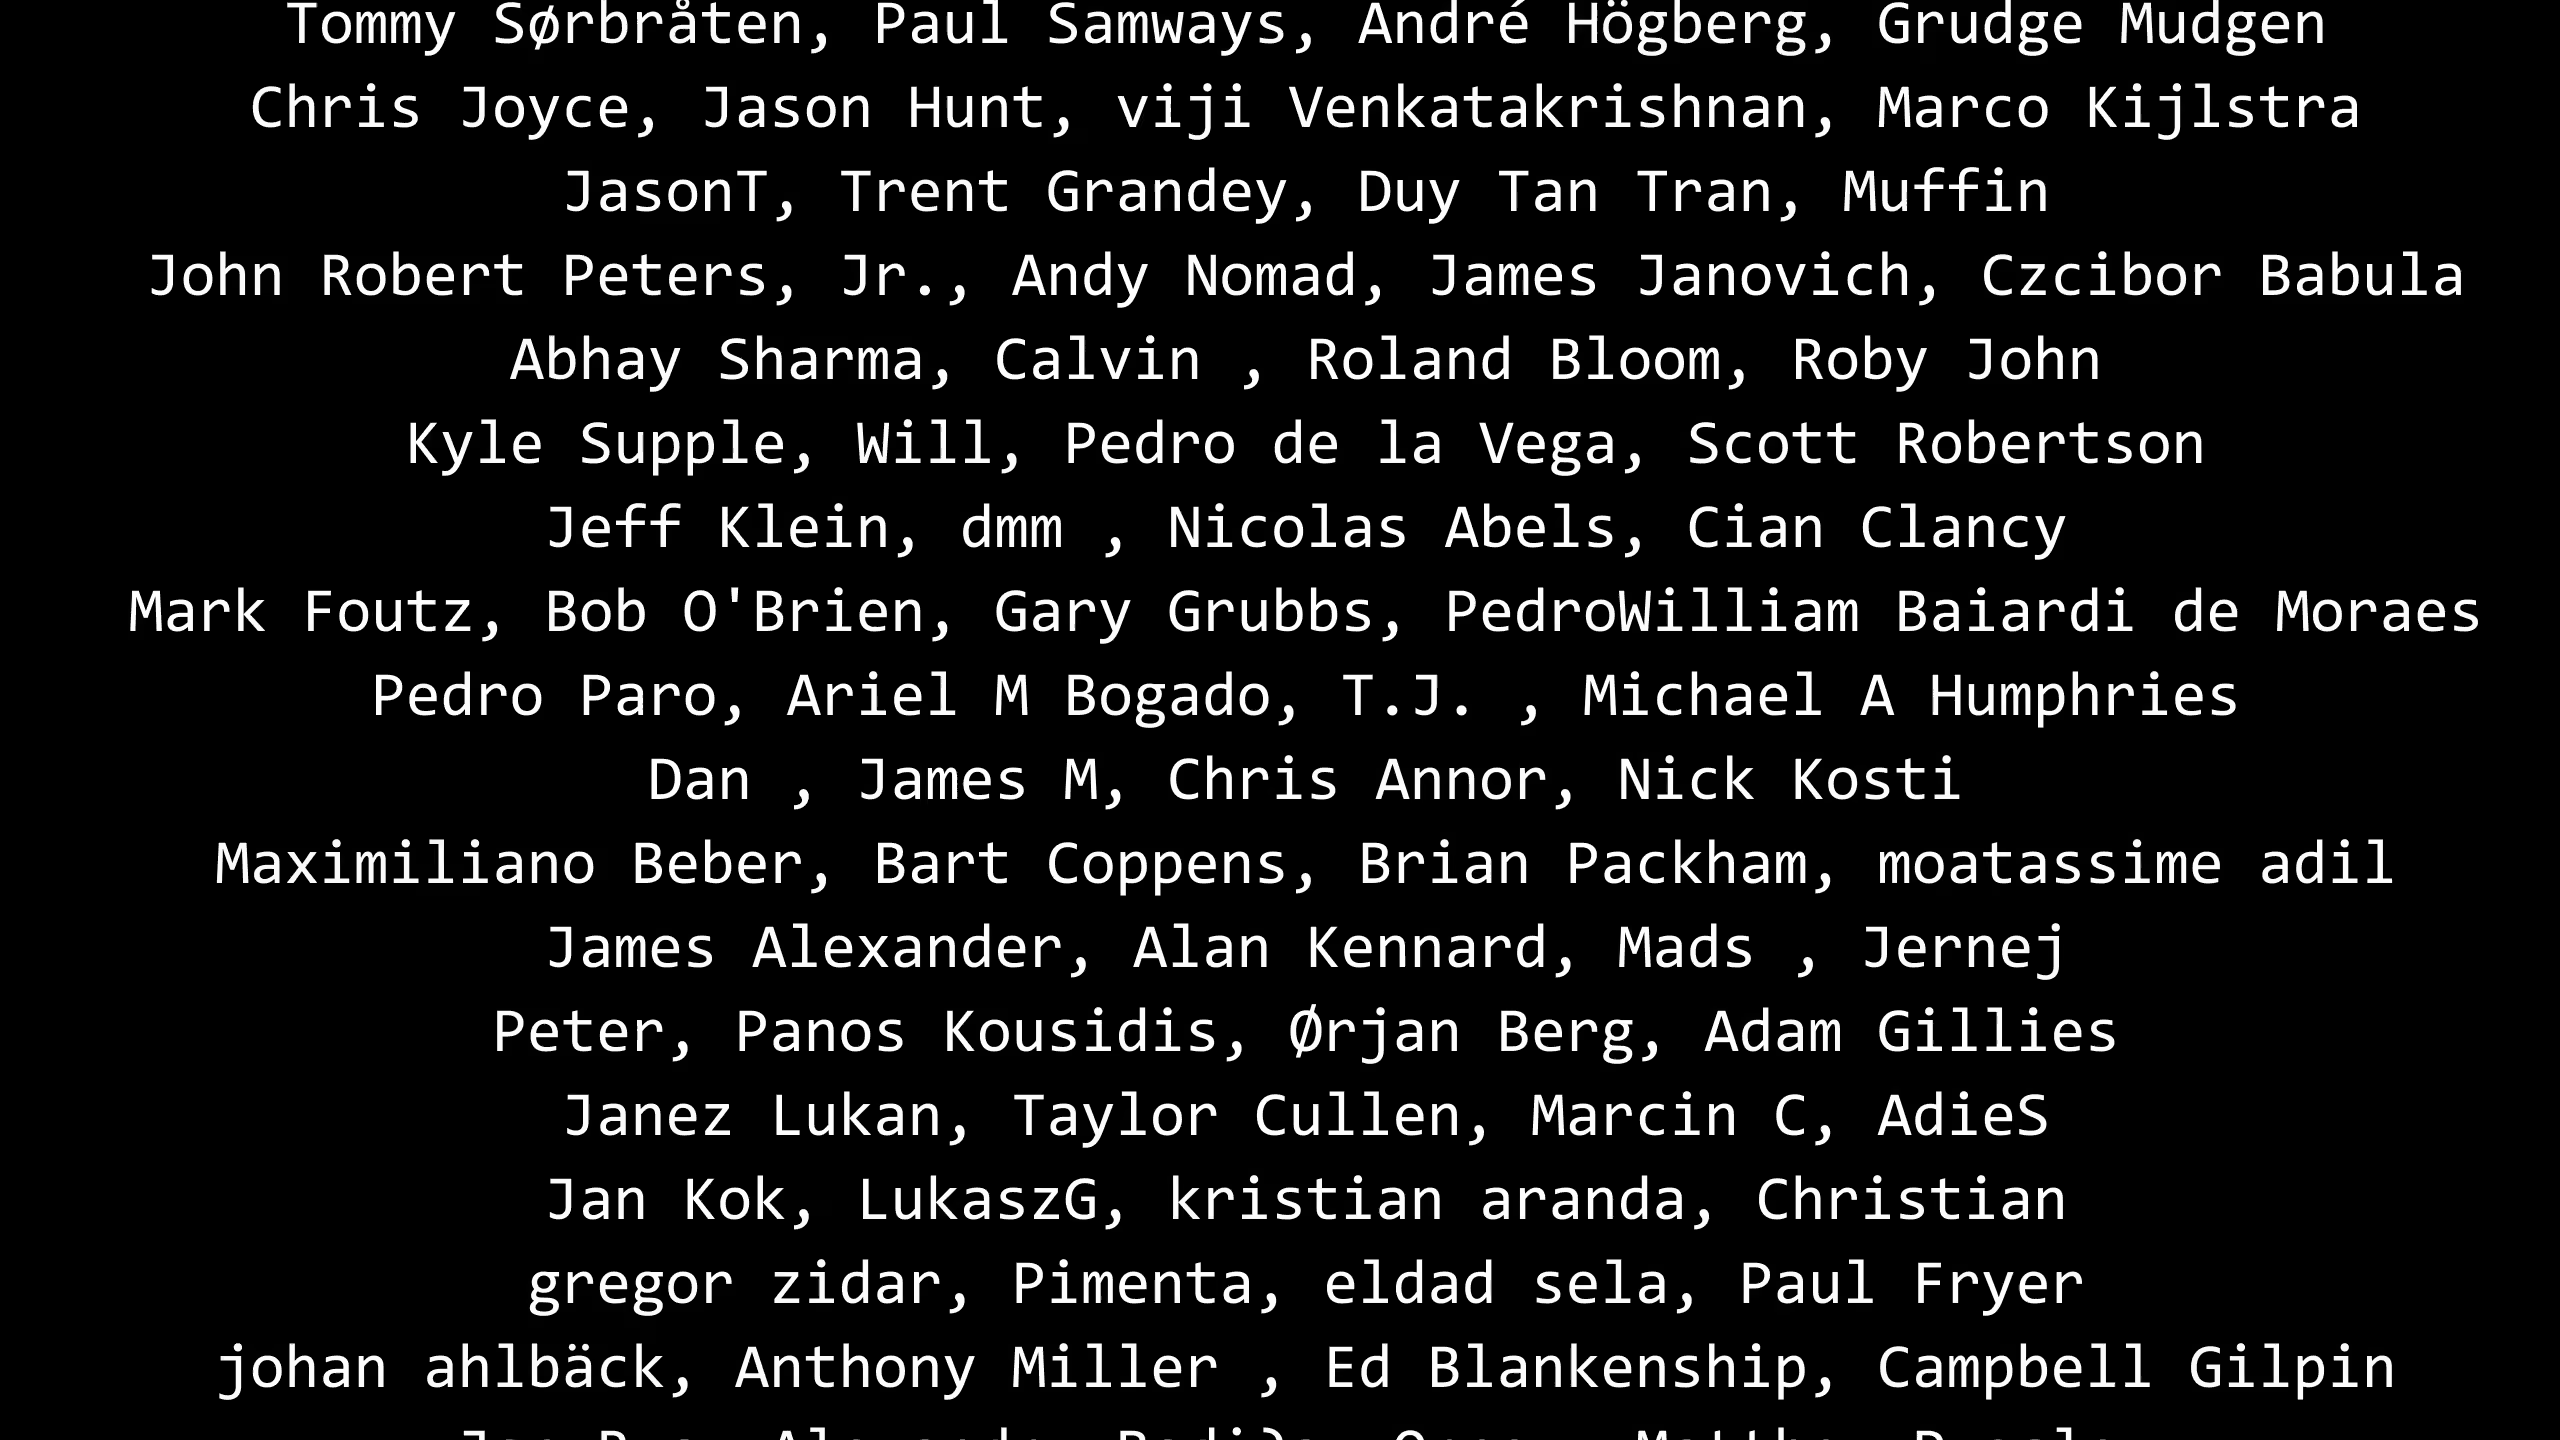 Tommy Sørbråten, Paul Samways, André Högberg, Grudge Mudgen
Chris Joyce, Jason Hunt, viji Venkatakrishnan, Marco Kijlstra
JasonT, Trent Grandey, Duy Tan Tran, Muffin
John Robert Peters, Jr., Andy Nomad, James Janovich, Czcibor Babula
Abhay Sharma, Calvin , Roland Bloom, Roby John
Kyle Supple, Will, Pedro de la Vega, Scott Robertson
Jeff Klein, dmm , Nicolas Abels, Cian Clancy
Mark Foutz, Bob O'Brien, Gary Grubbs, PedroWilliam Baiardi de Moraes
Pedro Paro, Ariel M Bogado, T.J. , Michael A Humphries
Dan , James M, Chris Annor, Nick Kosti
Maximiliano Beber, Bart Coppens, Brian Packham, moatassime adil
James Alexander, Alan Kennard, Mads , Jernej
Peter, Panos Kousidis, Ørjan Berg, Adam Gillies
Janez Lukan, Taylor Cullen, Marcin C, AdieS
Jan Kok, LukaszG, kristian aranda, Christian
gregor zidar, Pimenta, eldad sela, Paul Fryer
johan ahlbäck, Anthony Miller , Ed Blankenship, Campbell Gilpin